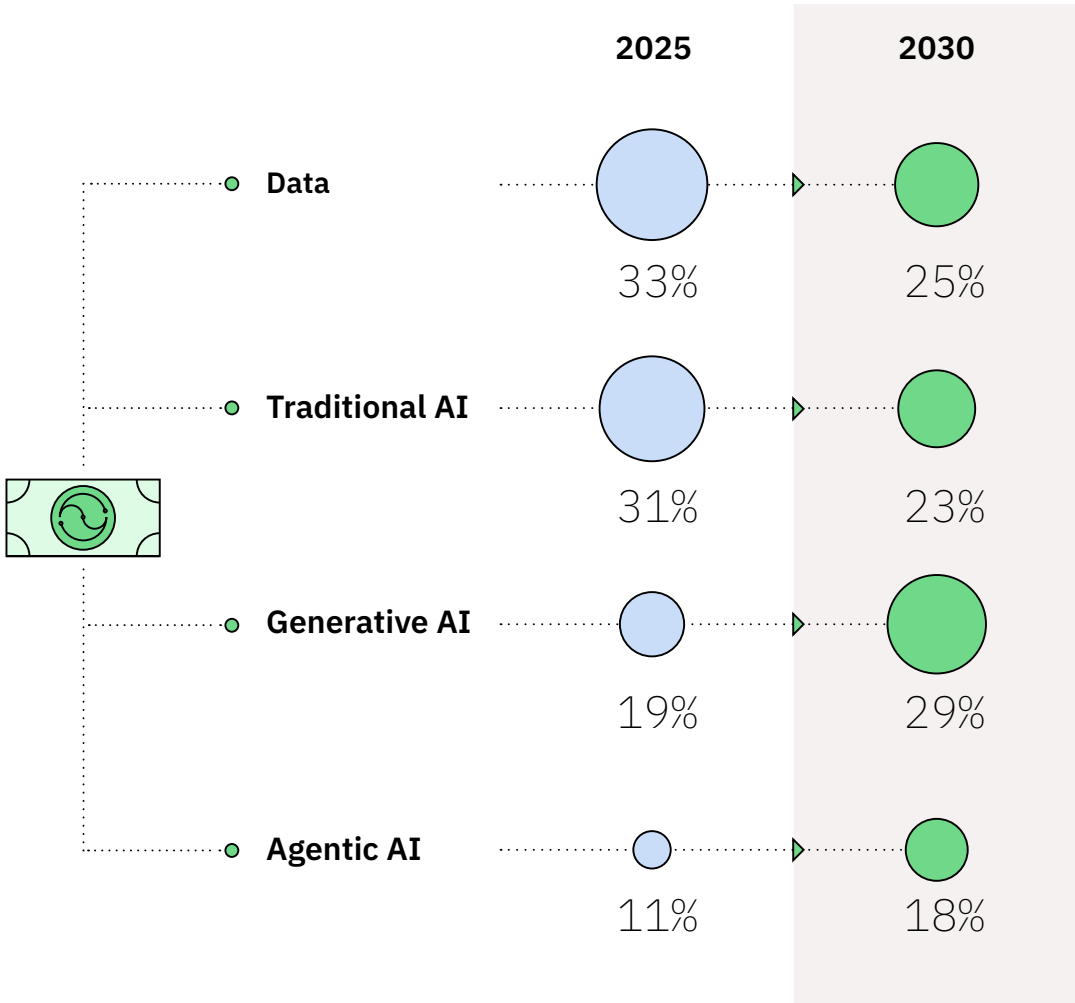 2025 2030
Data
33% 25%
Traditional AI
31% 23%
Generative AI
19% 29%
Agentic AI
11% 18%